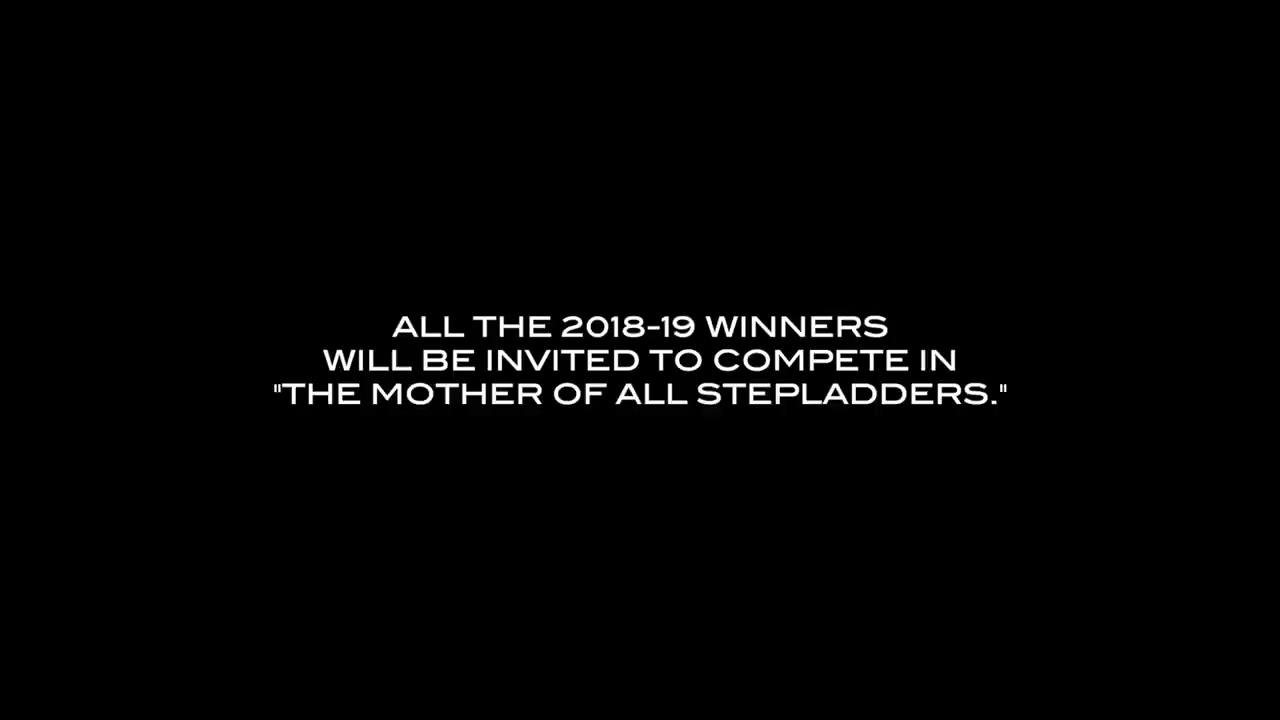 ALL THE 2018-19 WINNERS
WILL BE INVITED TO COMPETE IN
"THE MOTHER OF ALL STEPLADDERS."